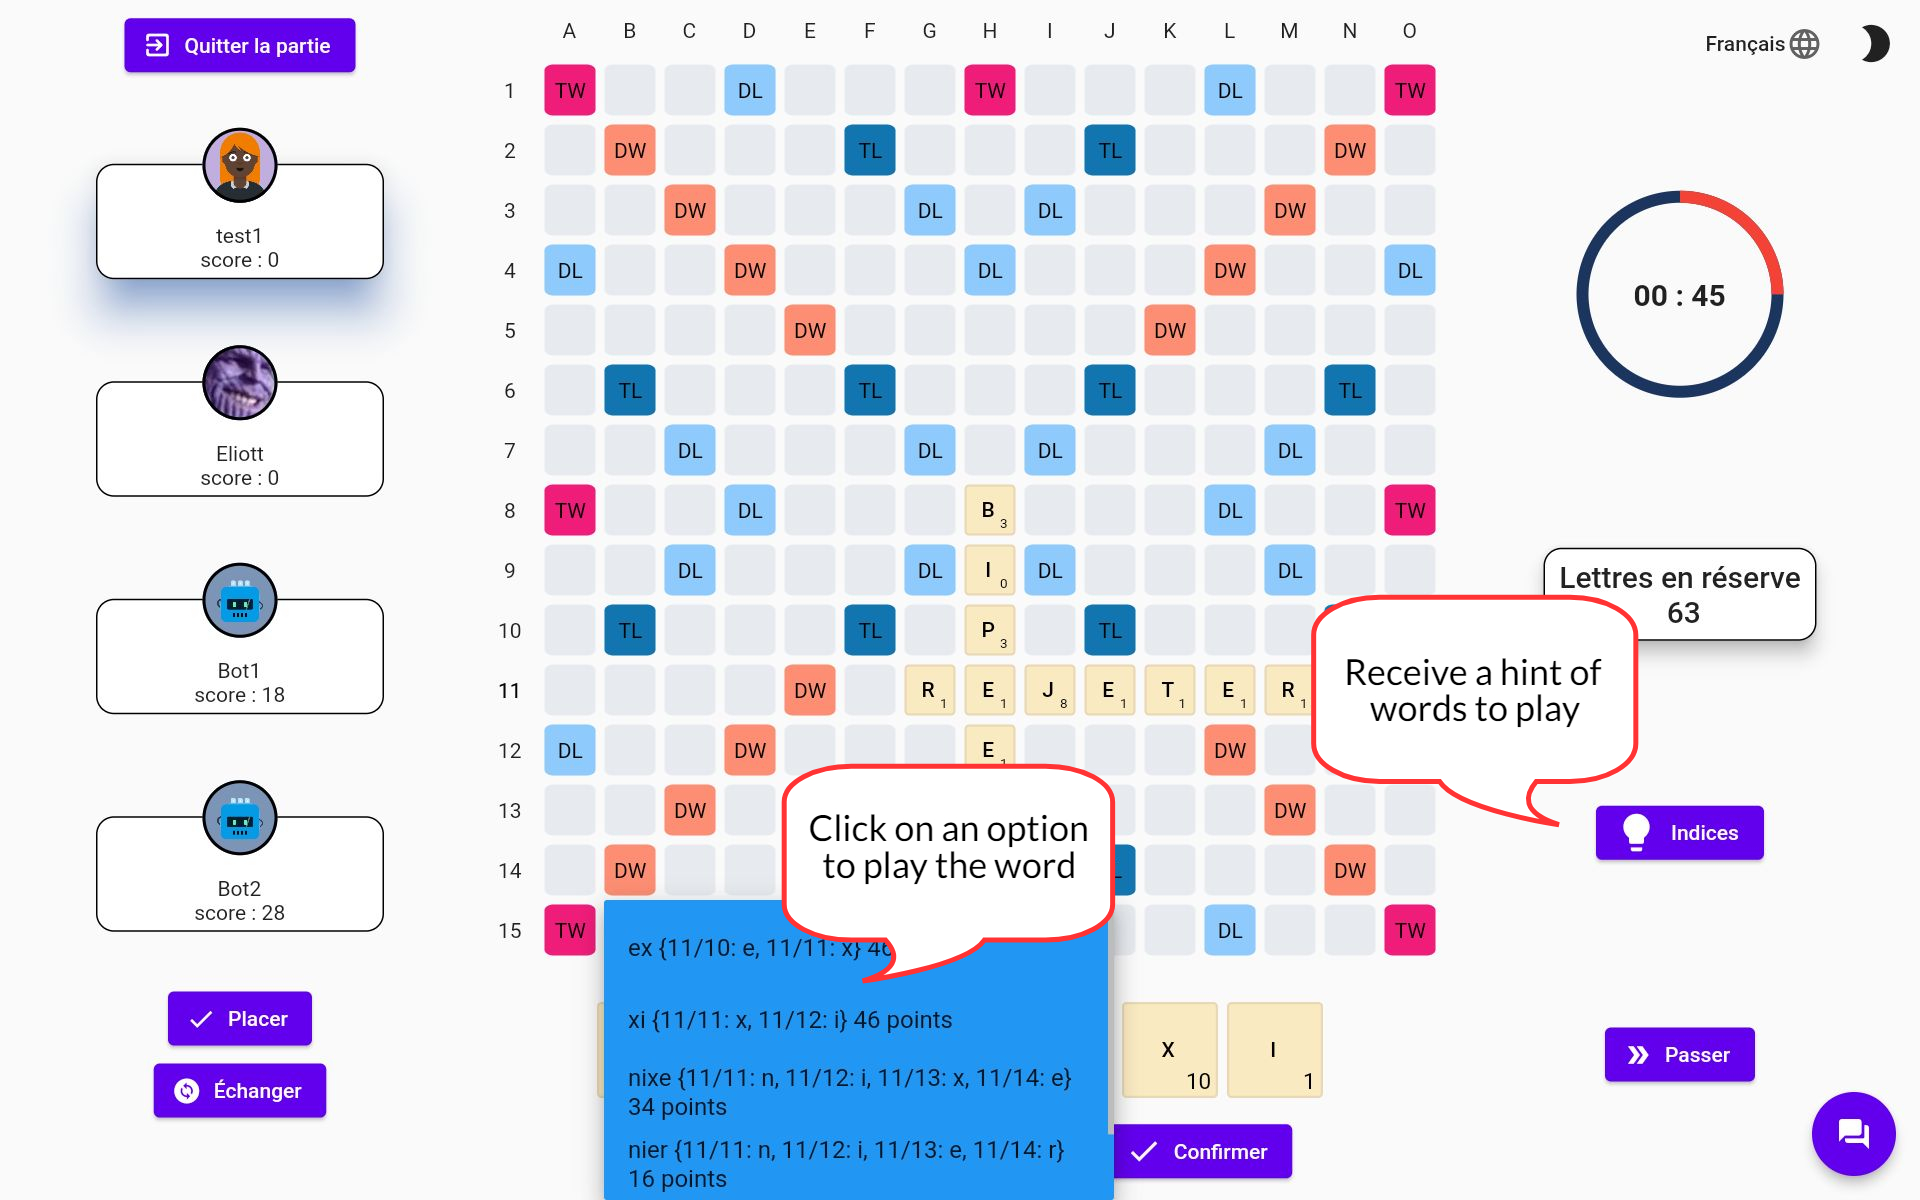 Quitter la partie
Français
A B C D E F G H I J K L M N O
1 TW DL TW DL TW
2 DW TL TL DW
3 DW DL DL DW
4 DL DW DL DW DL
5 DW DW
6 TL TL TL TL
7 DL DL DL DL
8 TW DL B 3 DL TW
9 DL DL I 0 DL DL
10 TL TL P 3 TL
11 DW R 1 E 1 J 8 E 1 T 1 E 1 R 1
12 DL DW E 1 DW
13 DW DW
14 DW DW
15 TW DL TW
test1
score : 0
Eliott
score : 0
Bot1
score : 18
Bot2
score : 28
00 : 45
Lettres en réserve
63
Receive a hint of
words to play
Click on an option
to play the word
Indices
ex {11/10: e, 11/11: x} 46
xi {11/11: x, 11/12: i} 46 points
nixe {11/11: n, 11/12: i, 11/13: x, 11/14: e}
34 points
nier {11/11: n, 11/12: i, 11/13: e, 11/14: r}
16 points
X 10
I 1
Placer
Échanger
Passer
Confirmer